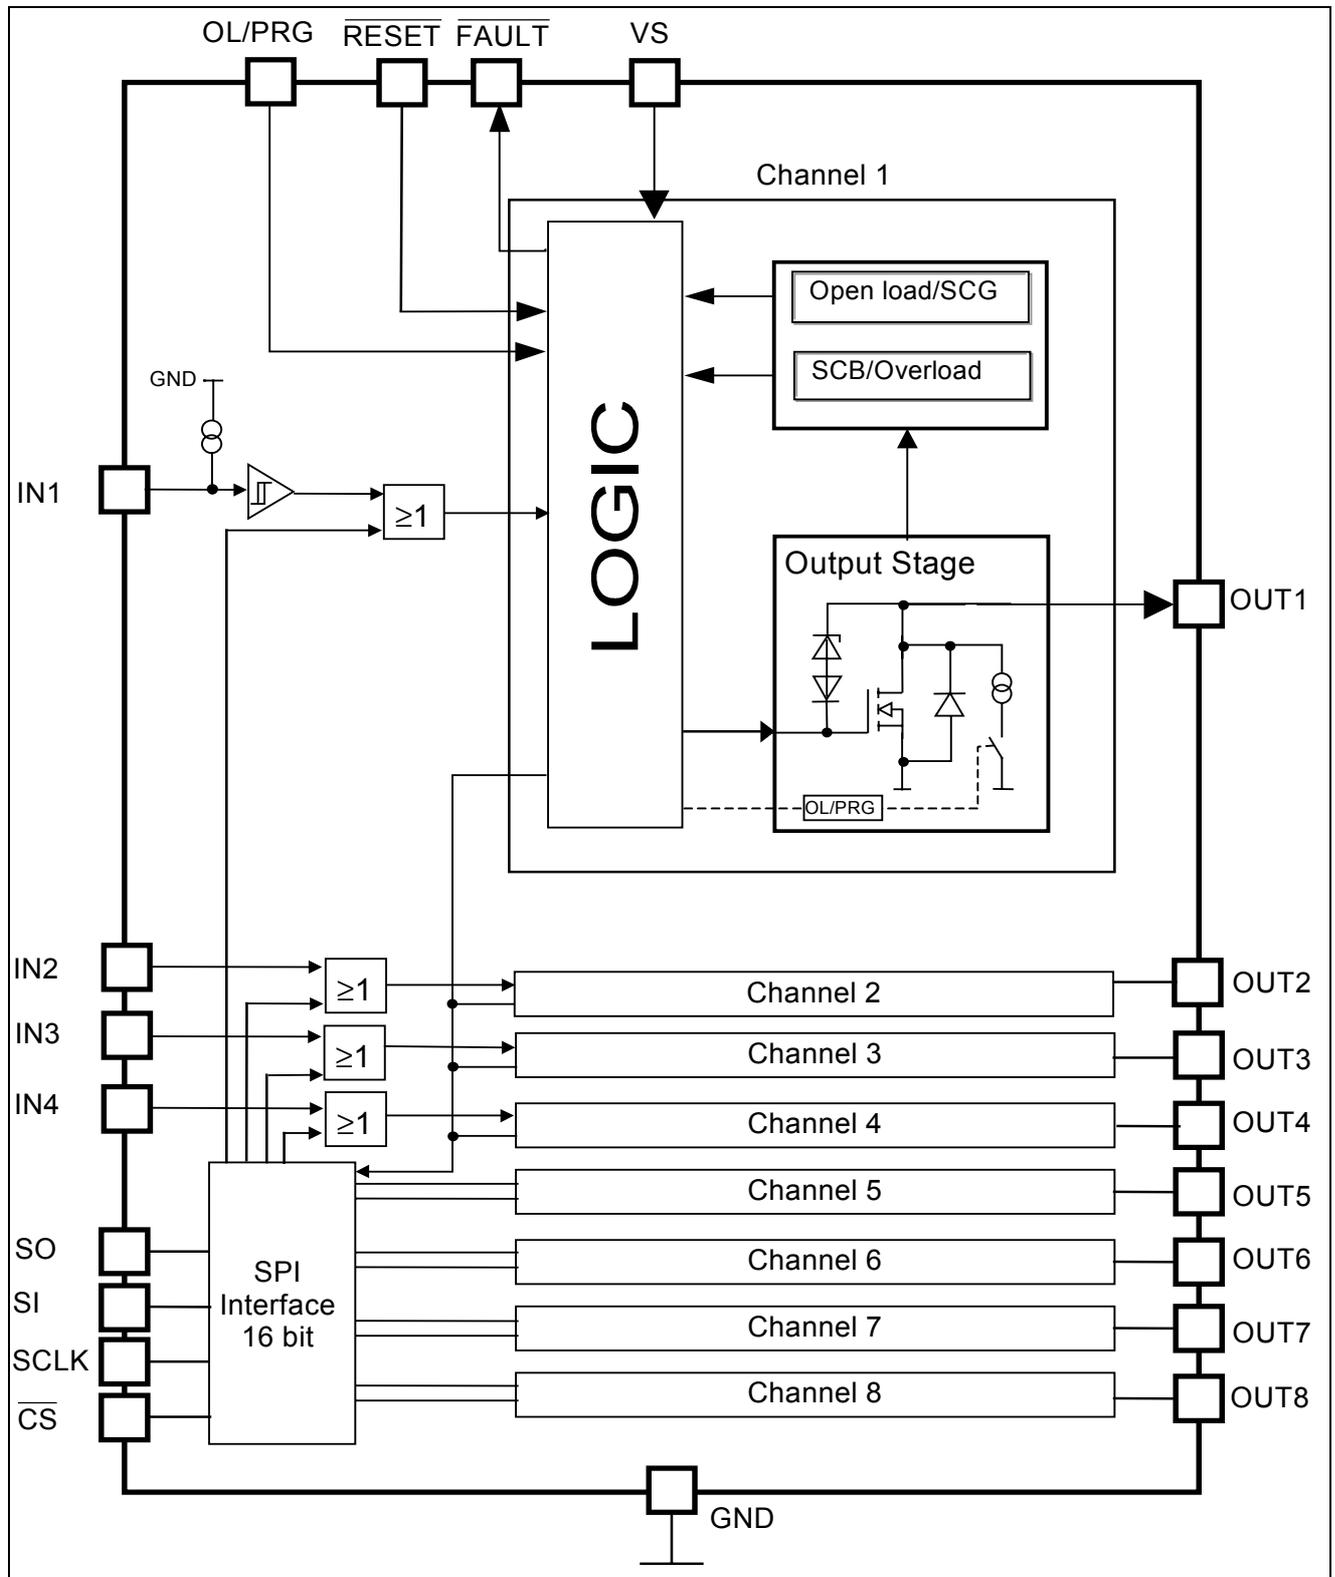 OL/PRG RESET FAULT VS
Channel 1
Open load/SCG
SCB/Overload
GND
IN1
≥1
LOGIC
Output Stage
OUT1
OL/PRG
IN2
≥1
Channel 2
OUT2
IN3
≥1
Channel 3
OUT3
IN4
≥1
Channel 4
OUT4
Channel 5
OUT5
SO
SPI
Interface
16 bit
Channel 6
OUT6
SI
Channel 7
OUT7
SCLK
Channel 8
OUT8
CS
GND